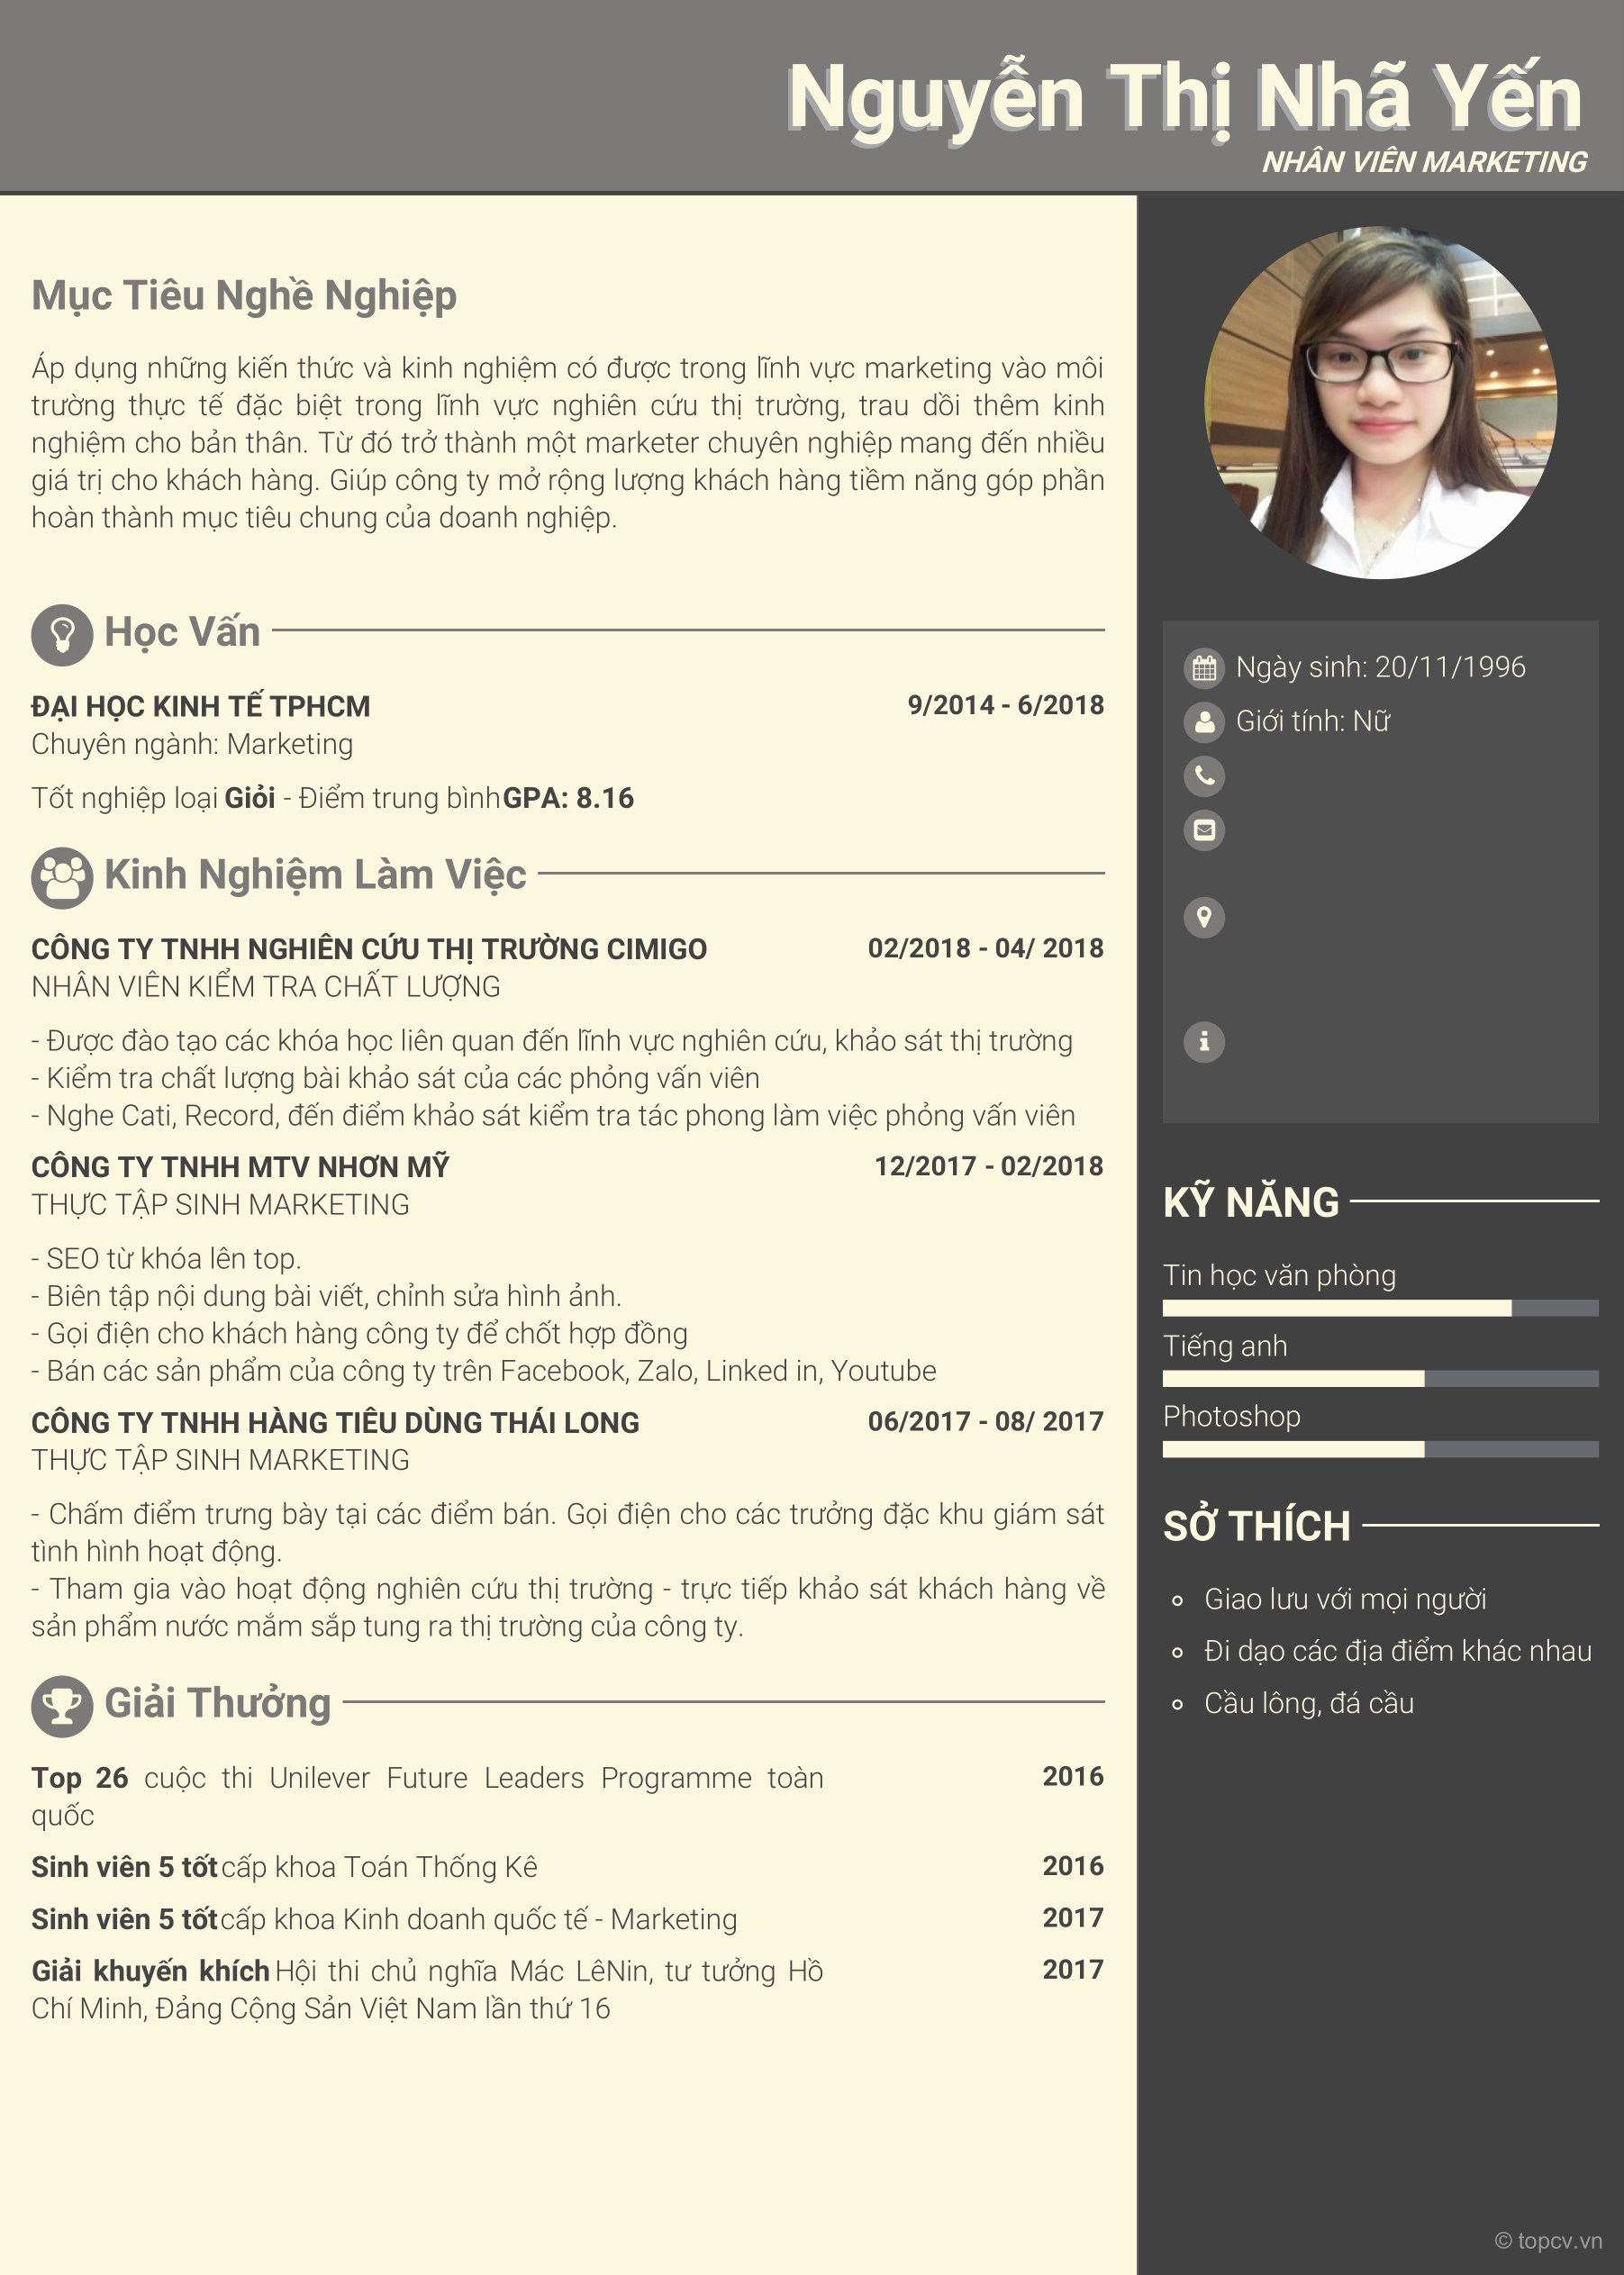 Nguyễn Thị Nhã Yến
NHÂN VIÊN MARKETING
Mục Tiêu Nghề Nghiệp
Áp dụng những kiến thức và kinh nghiệm có được trong lĩnh vực marketing vào môi
trường thực tế đặc biệt trong lĩnh vực nghiên cứu thị trường, trau dồi thêm kinh
nghiệm cho bản thân. Từ đó trở thành một marketer chuyên nghiệp mang đến nhiều
giá trị cho khách hàng. Giúp công ty mở rộng lượng khách hàng tiềm năng góp phần
hoàn thành mục tiêu chung của doanh nghiệp.
Học Vấn
ĐẠI HỌC KINH TẾ TPHCM 9/2014 - 6/2018
Chuyên ngành: Marketing
Tốt nghiệp loại Giỏi - Điểm trung bình GPA: 8.16
Kinh Nghiệm Làm Việc
CÔNG TY TNHH NGHIÊN CỨU THỊ TRƯỜNG CIMIGO 02/2018 - 04/ 2018
NHÂN VIÊN KIỂM TRA CHẤT LƯỢNG
- Được đào tạo các khóa học liên quan đến lĩnh vực nghiên cứu, khảo sát thị trường
- Kiểm tra chất lượng bài khảo sát của các phỏng vấn viên
- Nghe Cati, Record, đến điểm khảo sát kiểm tra tác phong làm việc phỏng vấn viên
CÔNG TY TNHH MTV NHƠN MỸ 12/2017 - 02/2018
THỰC TẬP SINH MARKETING
- SEO từ khóa lên top.
- Biên tập nội dung bài viết, chỉnh sửa hình ảnh.
- Gọi điện cho khách hàng công ty để chốt hợp đồng
- Bán các sản phẩm của công ty trên Facebook, Zalo, Linked in, Youtube
CÔNG TY TNHH HÀNG TIÊU DÙNG THÁI LONG 06/2017 - 08/ 2017
THỰC TẬP SINH MARKETING
- Chấm điểm trưng bày tại các điểm bán. Gọi điện cho các trưởng đặc khu giám sát
tình hình hoạt động.
- Tham gia vào hoạt động nghiên cứu thị trường - trực tiếp khảo sát khách hàng về
sản phẩm nước mắm sắp tung ra thị trường của công ty.
Giải Thưởng
Top 26 cuộc thi Unilever Future Leaders Programme toàn 2016
quốc
Sinh viên 5 tốt cấp khoa Toán Thống Kê 2016
Sinh viên 5 tốt cấp khoa Kinh doanh quốc tế - Marketing 2017
Giải khuyến khích Hội thi chủ nghĩa Mác LêNin, tư tưởng Hồ 2017
Chí Minh, Đảng Cộng Sản Việt Nam lần thứ 16
Ngày sinh: 20/11/1996
Giới tính: Nữ
KỸ NĂNG
Tin học văn phòng
Tiếng anh
Photoshop
SỞ THÍCH
Giao lưu với mọi người
Đi dạo các địa điểm khác nhau
Cầu lông, đá cầu
© topcv.vn